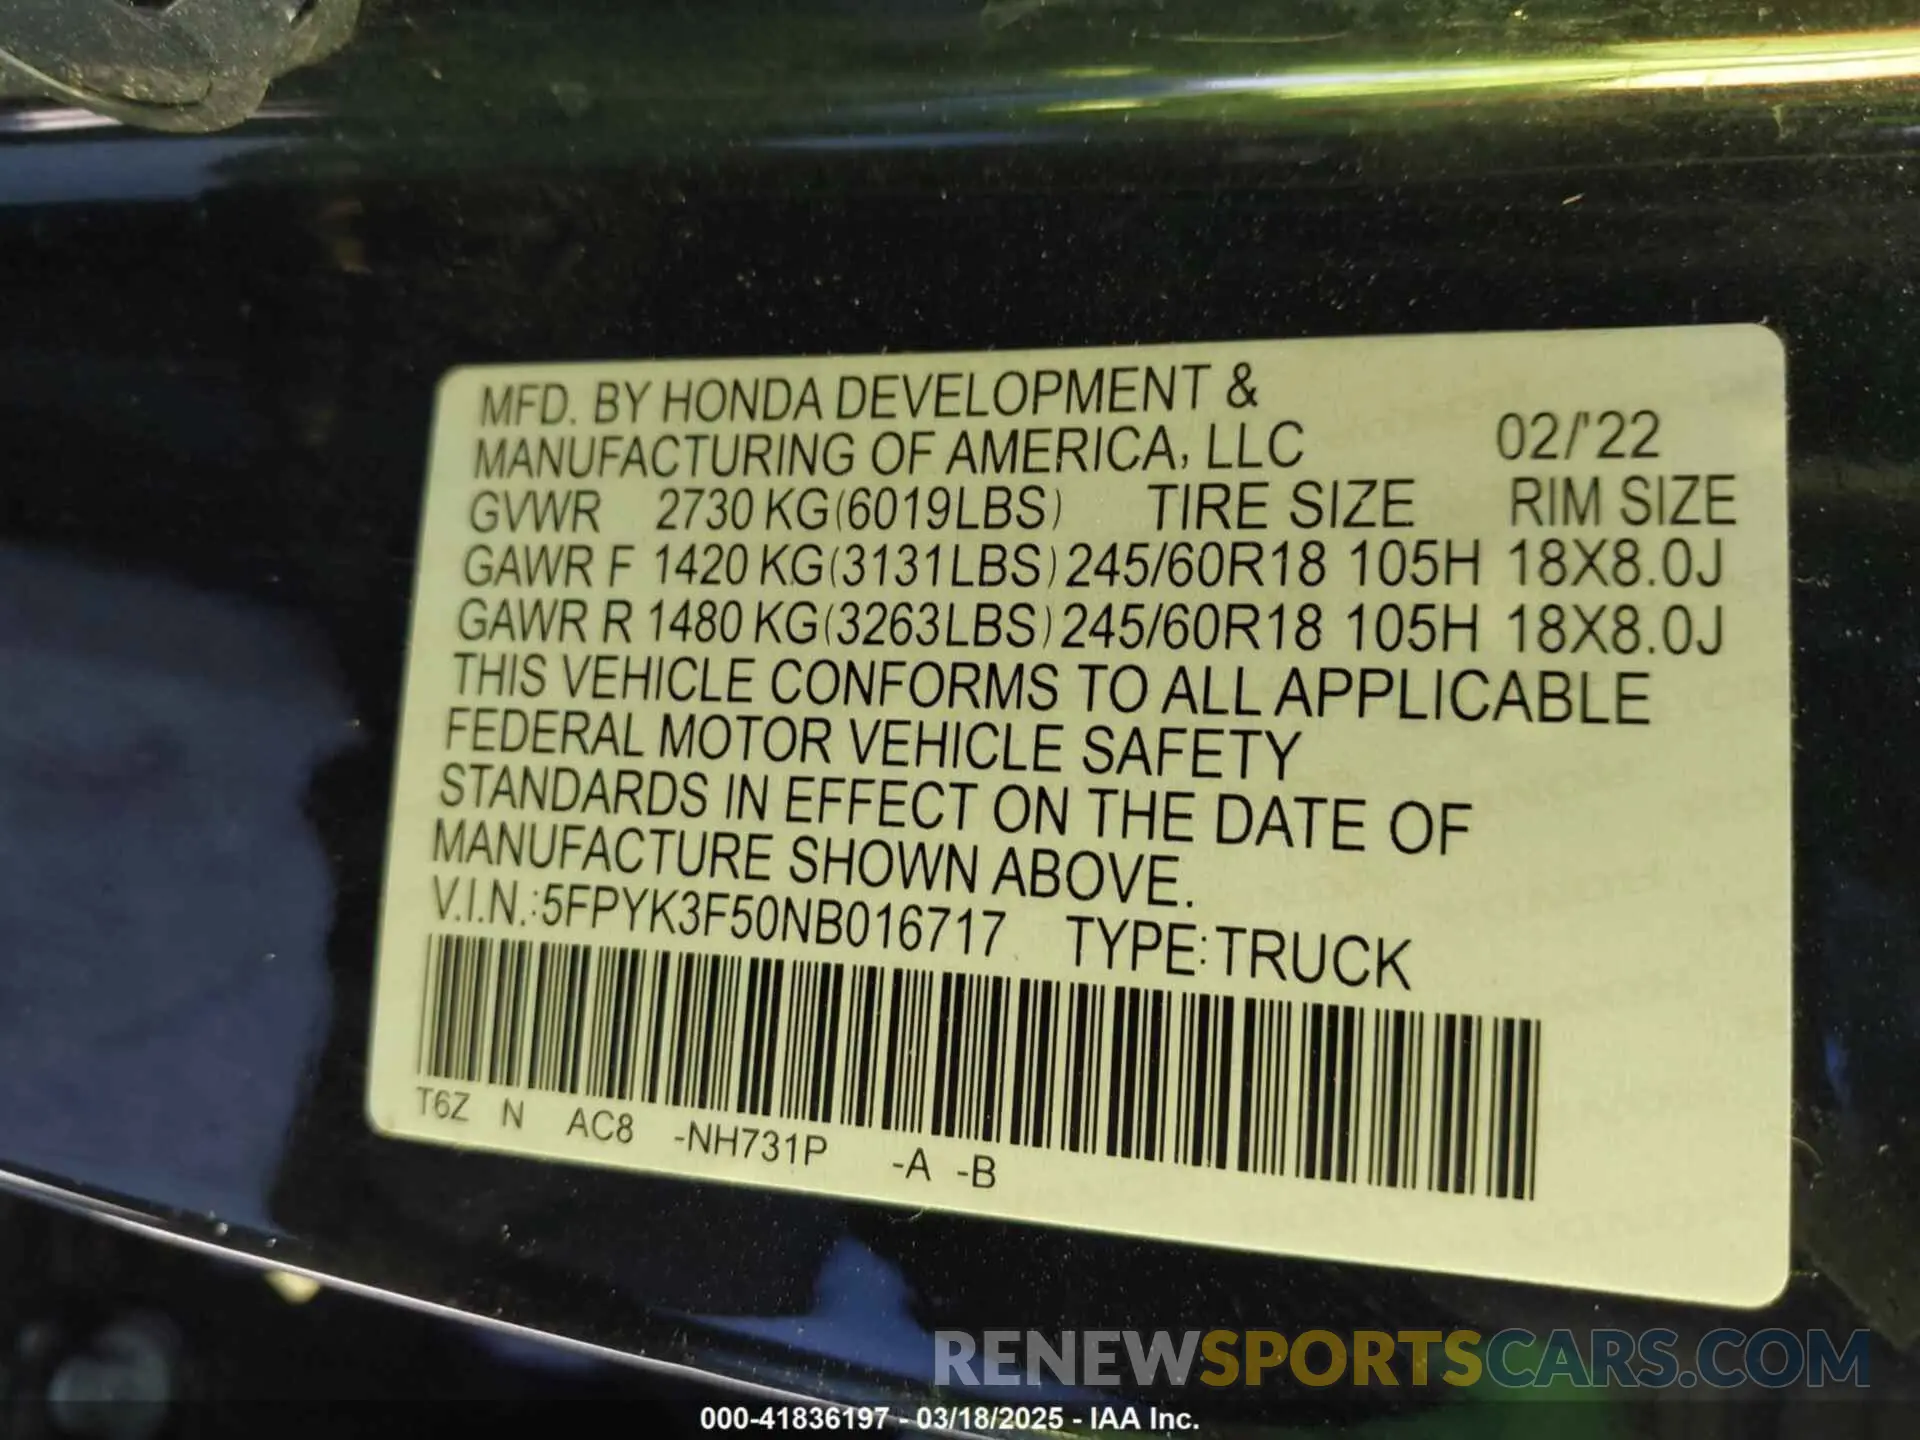 MFD. BY HONDA DEVELOPMENT &
MANUFACTURING OF AMERICA, LLC 02/'22
GVWR 2730 KG(6019LBS) TIRE SIZE RIM SIZE
GAWR F 1420 KG(3131LBS) 245/60R18 105H 18X8.0J
GAWR R 1480 KG(3263LBS) 245/60R18 105H 18X8.0J
THIS VEHICLE CONFORMS TO ALL APPLICABLE
FEDERAL MOTOR VEHICLE SAFETY
STANDARDS IN EFFECT ON THE DATE OF
MANUFACTURE SHOWN ABOVE.
V.I.N.:5FPYK3F50NB016717 TYPE:TRUCK
T6Z N AC8 -NH731P -A -B
RENEWSPORTSCARS.COM
000-41836197 - 03/18/2025 - IAA Inc.